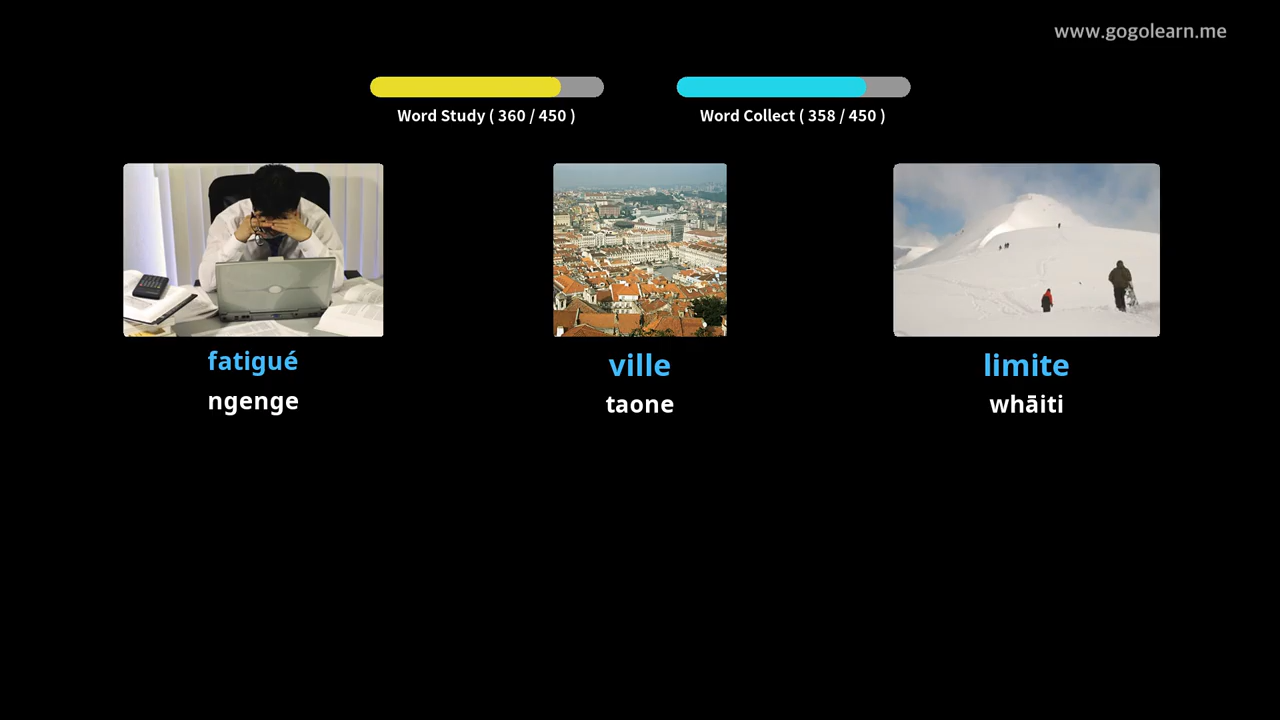 www.gogolearn.me
Word Study ( 360 / 450 )
Word Collect ( 358 / 450 )
fatigué
ville
limite
ngenge
taone
whāiti